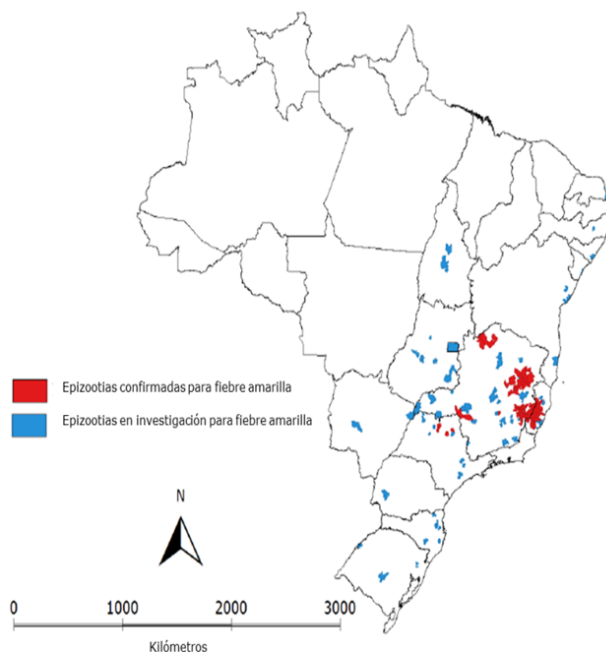 Epizootias confirmadas para fiebre amarilla
Epizootias en investigación para fiebre amarilla
N
0 1000 2000 3000
Kilómetros